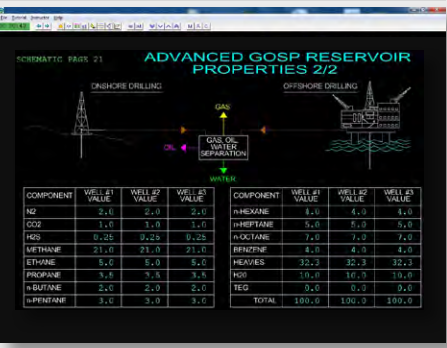 File Tutorial Instructor Help
SCHEMATIC PAGE 21
ADVANCED GOSP RESERVOIR
PROPERTIES 2/2
ONSHORE DRILLING
OFFSHORE DRILLING
GAS
OIL
GAS, OIL,
WATER
SEPARATION
WATER
COMPONENT WELL #1 VALUE WELL #2 VALUE WELL #3 VALUE
N2 2.0 2.0 2.0
CO2 1.0 1.0 1.0
H2S 0.25 0.25 0.25
METHANE 21.0 21.0 21.0
ETHANE 5.0 5.0 5.0
PROPANE 3.5 3.5 3.5
n-BUTANE 2.0 2.0 2.0
n-PENTANE 3.0 3.0 3.0
COMPONENT WELL #1 VALUE WELL #2 VALUE WELL #3 VALUE
n-HEXANE 4.0 4.0 4.0
n-HEPTANE 5.0 5.0 5.0
n-OCTANE 7.0 7.0 7.0
BENZENE 4.0 4.0 4.0
HEAVIES 32.3 32.3 32.3
H20 10.0 10.0 10.0
TEG 0.0 0.0 0.0
TOTAL 100.0 100.0 100.0